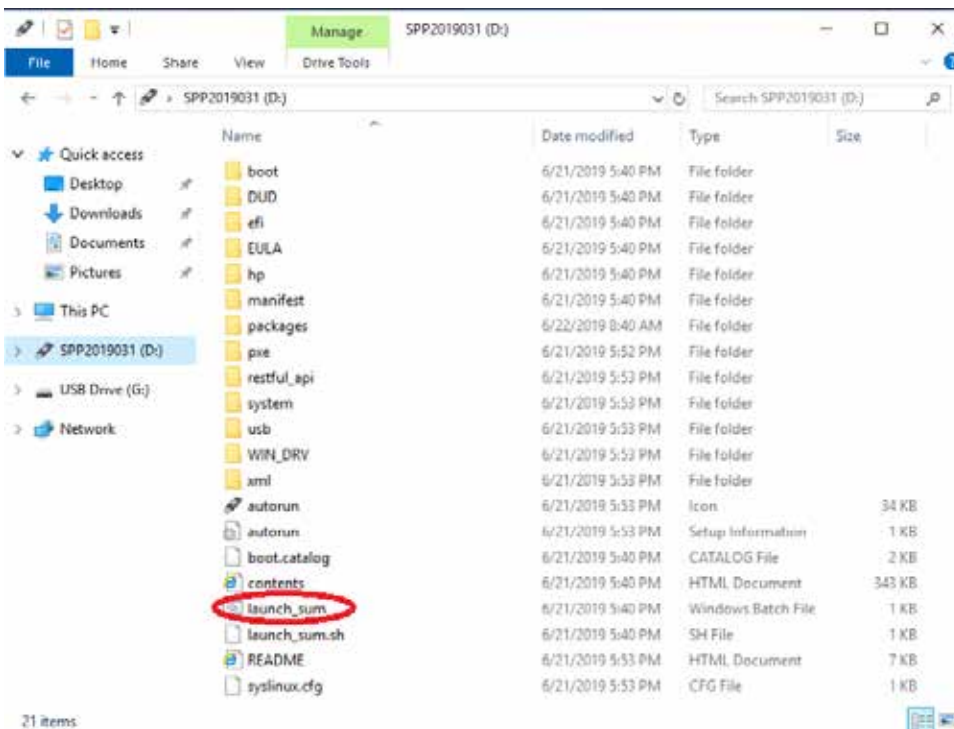 Manage SPP2019031 (D:)
File Home Share View Drive Tools
SPP2019031 (D:) Search SPP2019031 (D:)
Name Date modified Type Size
Quick access
Desktop
Downloads
Documents
Pictures
This PC
SPP2019031 (D:)
USB Drive (G:)
Network
boot 6/21/2019 5:40 PM File folder
DUD 6/21/2019 5:40 PM File folder
efi 6/21/2019 5:40 PM File folder
EULA 6/21/2019 5:40 PM File folder
hp 6/21/2019 5:40 PM File folder
manifest 6/21/2019 5:40 PM File folder
packages 6/22/2019 8:40 AM File folder
pxe 6/21/2019 5:52 PM File folder
restful_api 6/21/2019 5:53 PM File folder
system 6/21/2019 5:53 PM File folder
usb 6/21/2019 5:53 PM File folder
WIN_DRV 6/21/2019 5:53 PM File folder
xml 6/21/2019 5:53 PM File folder
autorun 6/21/2019 5:53 PM Icon 34 KB
autorun 6/21/2019 5:53 PM Setup Information 1 KB
boot.catalog 6/21/2019 5:40 PM CATALOG File 2 KB
contents 6/21/2019 5:40 PM HTML Document 343 KB
launch_sum 6/21/2019 5:40 PM Windows Batch File 1 KB
launch_sum.sh 6/21/2019 5:40 PM SH File 1 KB
README 6/21/2019 5:53 PM HTML Document 7 KB
syslinux.cfg 6/21/2019 5:53 PM CFG File 1 KB
21 items